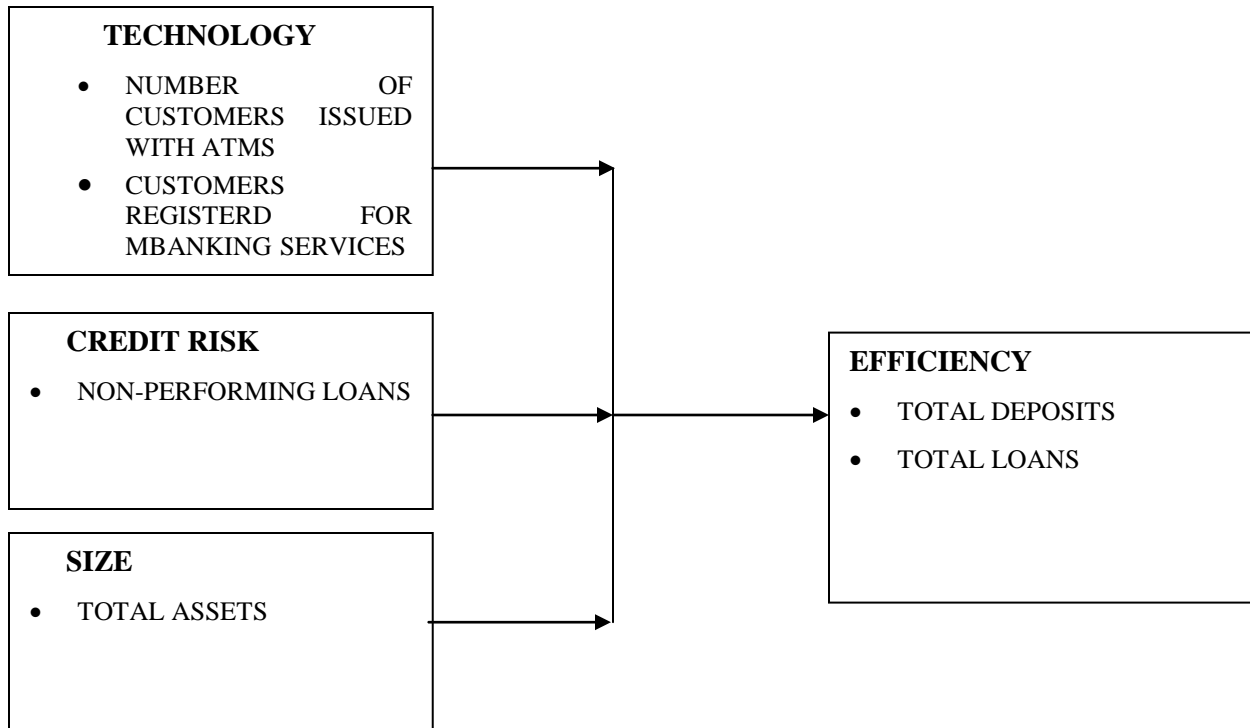 TECHNOLOGY
• NUMBER OF
CUSTOMERS ISSUED
WITH ATMS
• CUSTOMERS
REGISTERD FOR
MBANKING SERVICES
CREDIT RISK
• NON-PERFORMING LOANS
SIZE
• TOTAL ASSETS
EFFICIENCY
• TOTAL DEPOSITS
• TOTAL LOANS